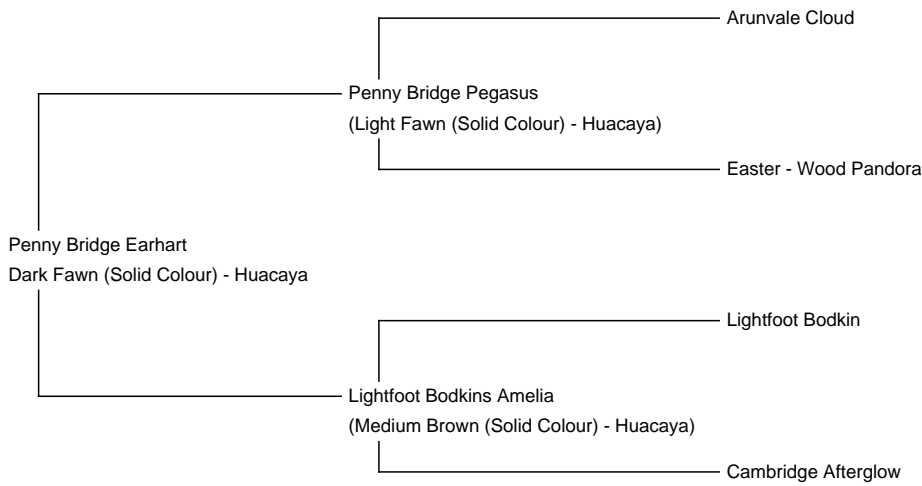 Arunvale Cloud
Penny Bridge Pegasus
(Light Fawn (Solid Colour) - Huacaya)
Easter - Wood Pandora
Penny Bridge Earhart
Dark Fawn (Solid Colour) - Huacaya
Lightfoot Bodkin
Lightfoot Bodkins Amelia
(Medium Brown (Solid Colour) - Huacaya)
Cambridge Afterglow